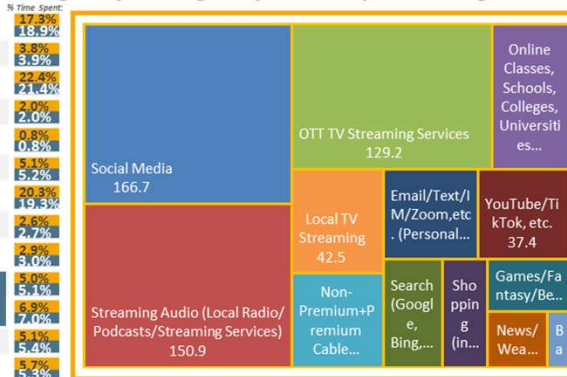 % Time Spent:
17.3%
18.9%
3.8%
3.9%
22.4%
21.4%
2.0%
2.0%
0.8%
0.8%
5.1%
5.2%
20.3%
19.3%
2.6%
2.7%
2.9%
3.0%
5.0%
5.1%
6.9%
7.0%
5.1%
5.4%
5.7%
5.3%
Social Media
166.7
Streaming Audio (Local Radio/
Podcasts/Streaming Services)
150.9
OTT TV Streaming Services
129.2
Online
Classes,
Schools,
Colleges,
Universiti
es...
Local TV
Streaming
42.5
Email/Text/I
M/Zoom,etc
. (Personal...
YouTube/Ti
kTok, etc.
37.4
Non-
Premium+P
remium
Cable...
Search
(Googl
e,
Bing,...
Sho
ppin
g
(in...
Games/Fa
ntasy/Be...
News/
Wea...
B
a